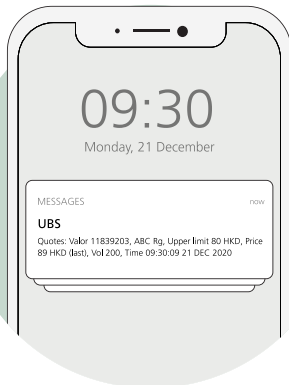 09:30
Monday, 21 December
MESSAGES now
UBS
Quotes: Valor 11839203, ABC Rg, Upper limit 80 HKD, Price
89 HKD (last), Vol 200, Time 09:30:09 21 DEC 2020